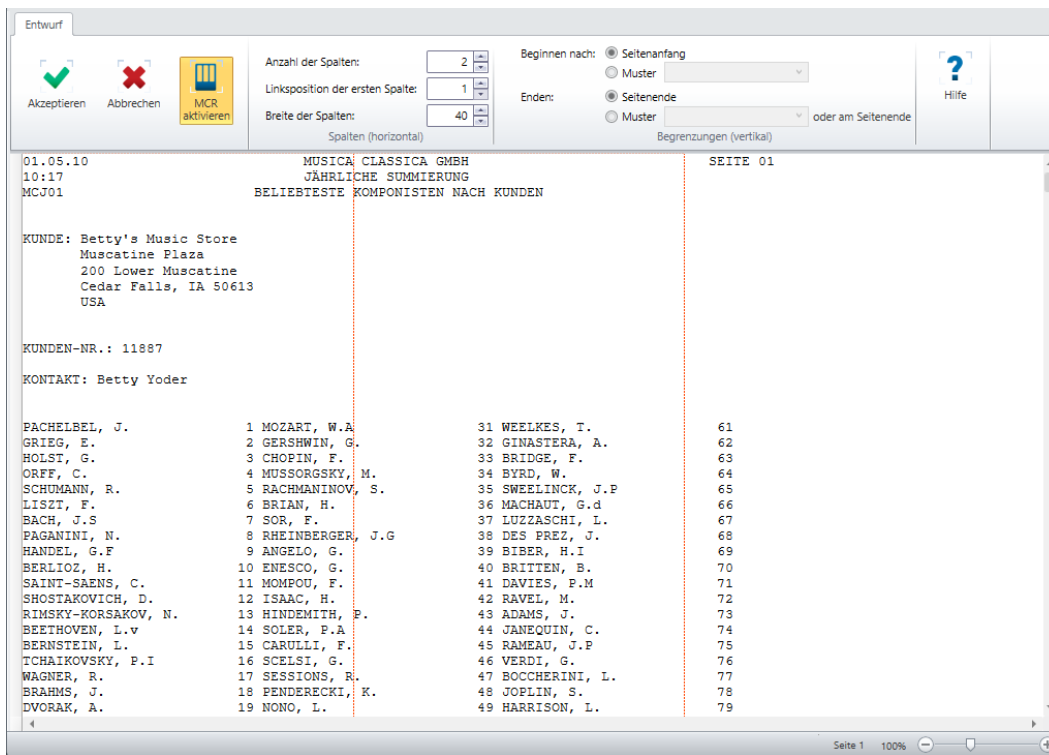 Entwurf
Akzeptieren
Abbrechen
MCR aktivieren
Anzahl der Spalten: 2
Linksposition der ersten Spalte: 1
Breite der Spalten: 40
Spalten (horizontal)
Beginnen nach: Seitenanfang
Muster
Enden: Seitenende
Muster oder am Seitenende
Begrenzungen (vertikal)
?
Hilfe
01.05.10 MUSICA CLASSICA GMBH SEITE 01
10:17 JÄHRLICHE SUMMIERUNG
MCJ01 BELIEBTESTE KOMPONISTEN NACH KUNDEN
KUNDE: Betty's Music Store
Muscatine Plaza
200 Lower Muscatine
Cedar Falls, IA 50613
USA
KUNDEN-NR.: 11887
KONTAKT: Betty Yoder
PACHELBEL, J. 1 MOZART, W.A 31 WEELKES, T. 61
GRIEG, E. 2 GERSHWIN, G. 32 GINASTERA, A. 62
HOLST, G. 3 CHOPIN, F. 33 BRIDGE, F. 63
ORFF, C. 4 MUSSORGSKY, M. 34 BYRD, W. 64
SCHUMANN, R. 5 RACHMANINOV, S. 35 SWEELINCK, J.P 65
LISZT, F. 6 BRIAN, H. 36 MACHAUT, G.d 66
BACH, J.S 7 SOR, F. 37 LUZZASCHI, L. 67
PAGANINI, N. 8 RHEINBERGER, J.G 38 DES PREZ, J. 68
HANDEL, G.F 9 ANGELO, G. 39 BIBER, H.I 69
BERLIOZ, H. 10 ENESCO, G. 40 BRITTEN, B. 70
SAINT-SAENS, C. 11 MOMPOU, F. 41 DAVIES, P.M 71
SHOSTAKOVICH, D. 12 ISAAC, H. 42 RAVEL, M. 72
RIMSKY-KORSAKOV, N. 13 HINDEMITH, P. 43 ADAMS, J. 73
BEETHOVEN, L.v 14 SOLER, P.A 44 JANEQUIN, C. 74
BERNSTEIN, L. 15 CARULLI, F. 45 RAMEAU, J.P 75
TCHAIKOVSKY, P.I 16 SCELSI, G. 46 VERDI, G. 76
WAGNER, R. 17 SESSIONS, R. 47 BOCCHERINI, L. 77
BRAHMS, J. 18 PENDERECKI, K. 48 JOPLIN, S. 78
DVORAK, A. 19 NONO, L. 49 HARRISON, L. 79
Seite 1 100%